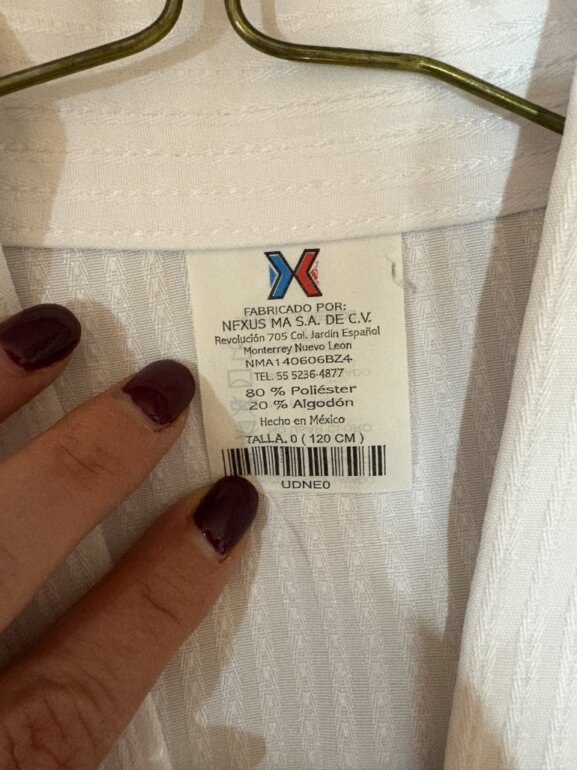 FABRICADO POR:
NEXUS MA S.A. DE C.V.
Revolución 705 Col. Jardín Español
Monterrey Nuevo Leon
NMA140606BZ4
TEL. 55 5236-4877
80 % Poliéster
20 % Algodón
Hecho en México
TALLA. 0 ( 120 CM )
UDNE0